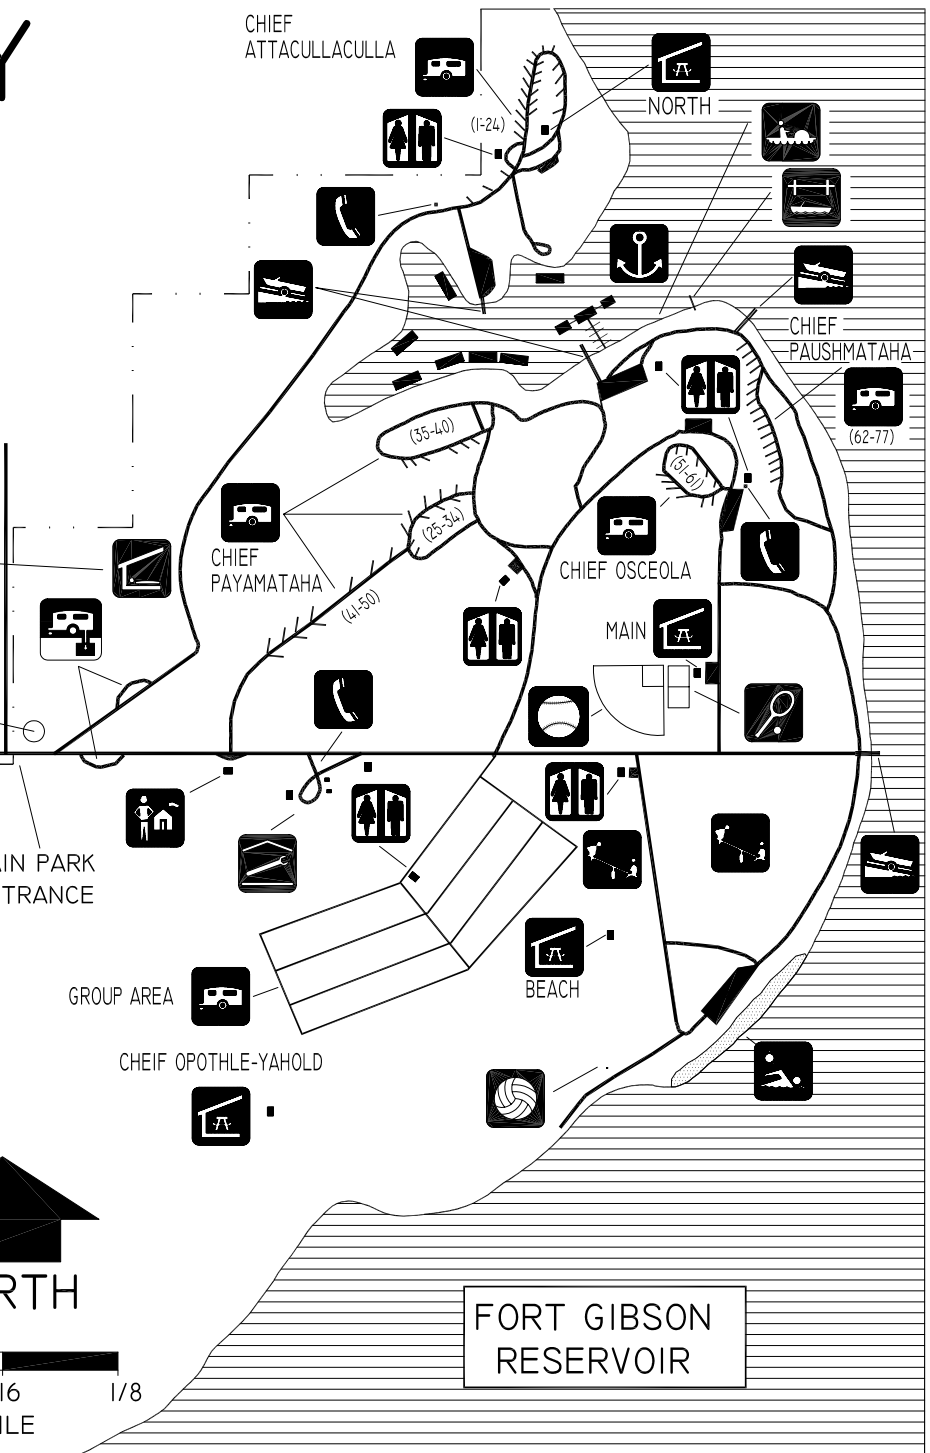 Y
CHIEF
ATTACULLACULLA
(1-24)
NORTH
CHIEF
PAUSHMATAHA
(62-77)
(35-40)
(51-61)
(25-34)
CHIEF
PAYAMATAHA
(41-50)
CHIEF OSCEOLA
MAIN
AIN PARK
TRANCE
BEACH
GROUP AREA
CHEIF OPOTHLE-YAHOLD
RTH
FORT GIBSON
RESERVOIR
16
1/8
ILE